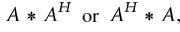 A * A^H or A^H * A,